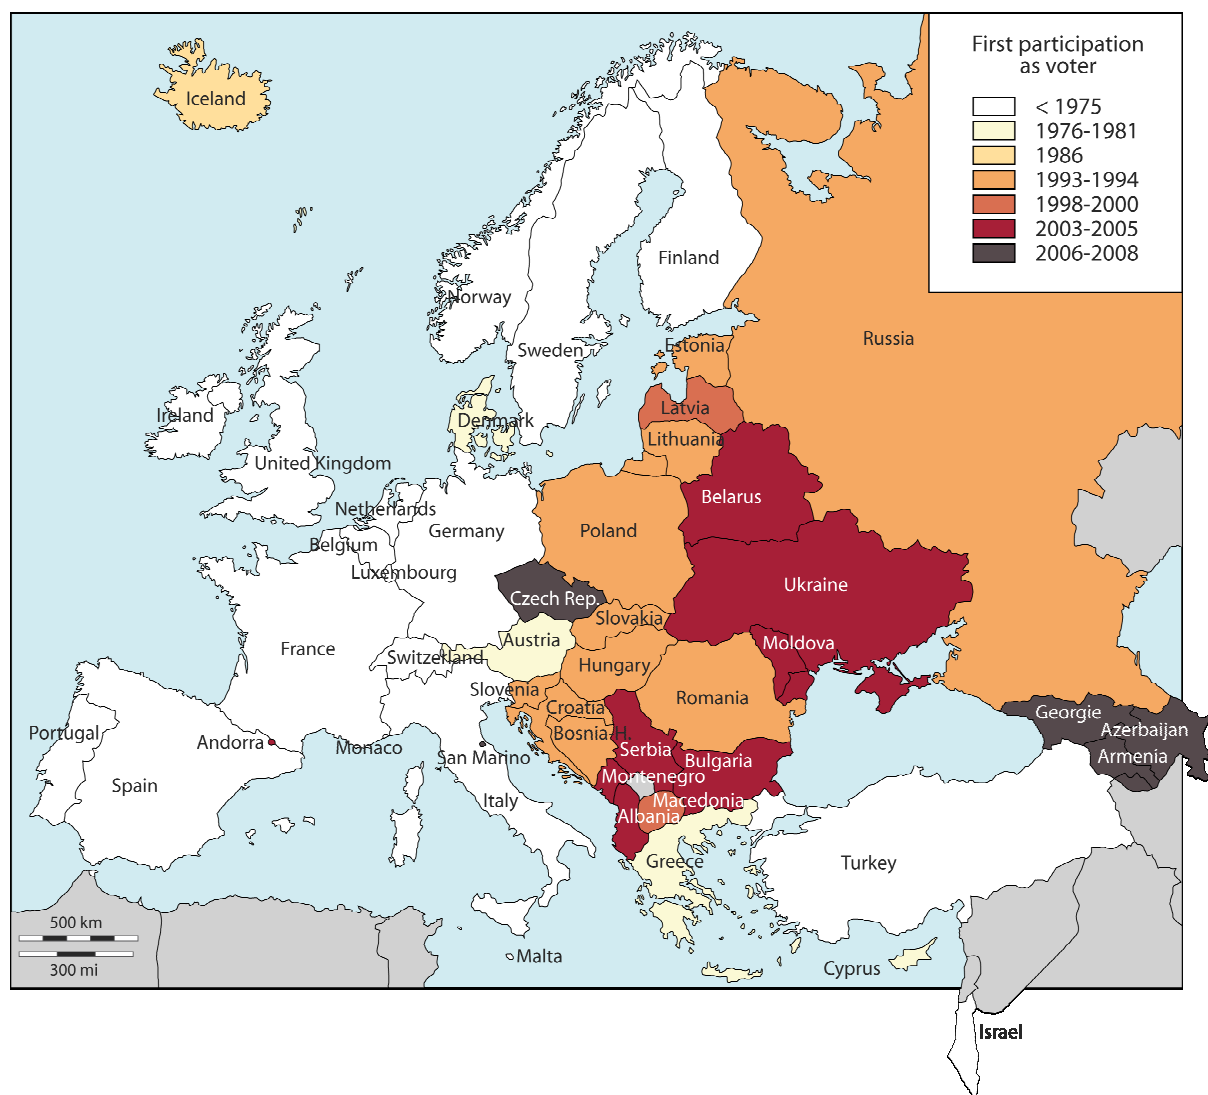 First participation
as voter
< 1975
1976-1981
1986
1993-1994
1998-2000
2003-2005
2006-2008
Iceland
Finland
Norway
Russia
Estonia
Sweden
Latvia
Ireland
Denmark
Lithuania
United Kingdom
Belarus
Netherlands
Germany
Poland
Belgium
Luxembourg
Ukraine
Czech Rep.
Slovakia
Austria
Moldova
France
Switzerland
Hungary
Slovenia
Romania
Croatia
Georgie
Portugal
Azerbaijan
Bosnia-H.
Andorra
Monaco
Serbia
San Marino
Bulgaria
Armenia
Montenegro
Spain
Italy
Macedonia
Albania
Greece
Turkey
500 km
300 mi
Malta
Cyprus
Israel